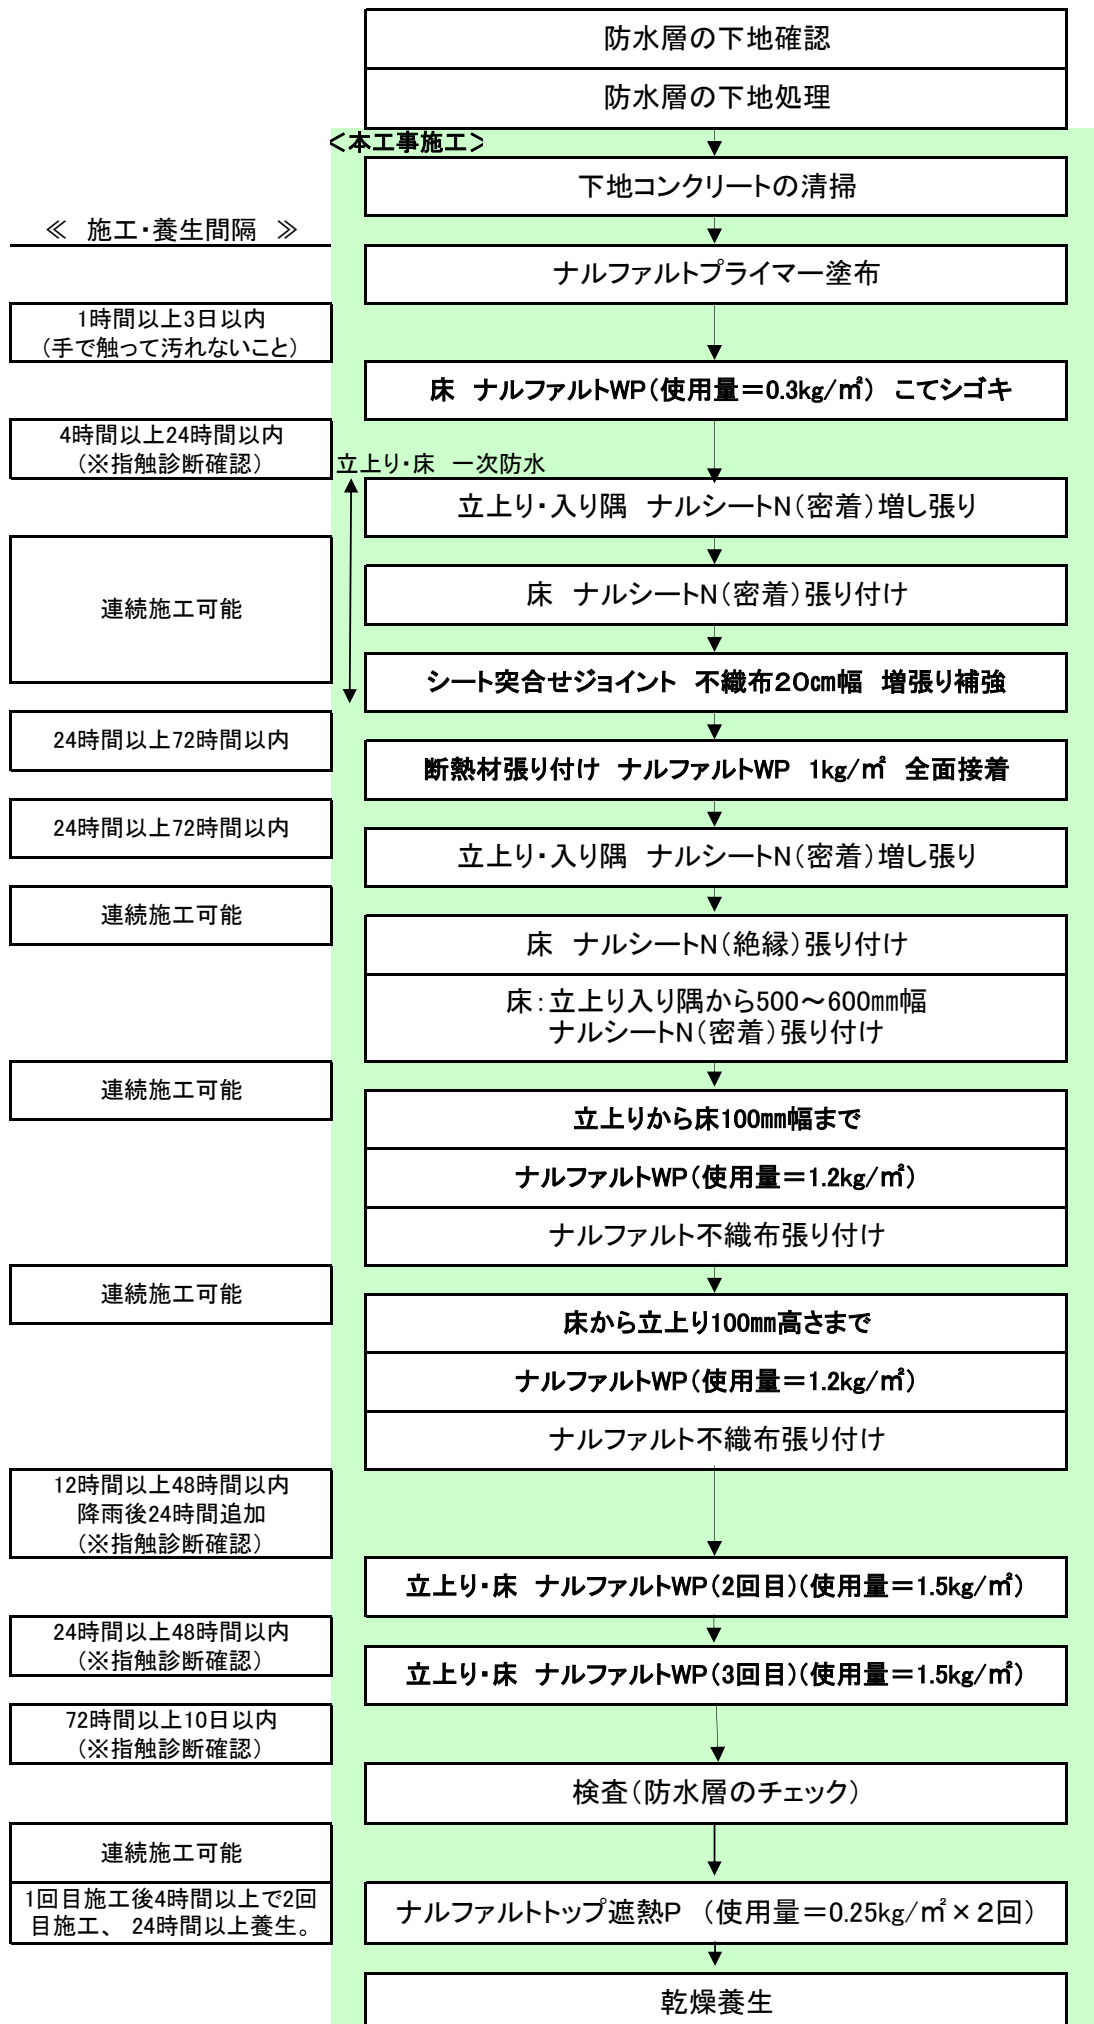 防水層の下地確認
防水層の下地処理
＜本工事施工＞
下地コンクリートの清掃
≪　施工・養生間隔　≫
ナルファルトプライマー塗布
1時間以上3日以内
（手で触って汚れないこと）
床　ナルファルトWP（使用量＝0.3kg/㎡）　こてシゴキ
4時間以上24時間以内
（※指触診断確認）
立上り・床　一次防水
立上り・入り隅　ナルシートN（密着）増し張り
連続施工可能
床　ナルシートN（密着）張り付け
シート突合せジョイント　不織布２０㎝幅　増張り補強
24時間以上72時間以内
断熱材張り付け　ナルファルトWP　1kg/㎡　全面接着
24時間以上72時間以内
立上り・入り隅　ナルシートN（密着）増し張り
連続施工可能
床　ナルシートN（絶縁）張り付け
床：立上り入り隅から500～600㎜幅
ナルシートN（密着）張り付け
連続施工可能
立上りから床100㎜幅まで
ナルファルトWP（使用量＝1.2kg/㎡）
ナルファルト不織布張り付け
連続施工可能
床から立上り100㎜高さまで
ナルファルトWP（使用量＝1.2kg/㎡）
ナルファルト不織布張り付け
12時間以上48時間以内
降雨後24時間追加
（※指触診断確認）
立上り・床　ナルファルトWP（2回目）（使用量＝1.5kg/㎡）
24時間以上48時間以内
（※指触診断確認）
立上り・床　ナルファルトWP（3回目）（使用量＝1.5kg/㎡）
72時間以上10日以内
（※指触診断確認）
検査（防水層のチェック）
連続施工可能
1回目施工後4時間以上で2回
目施工、 24時間以上養生。
ナルファルトトップ遮熱P　（使用量＝0.25kg/㎡×２回）
乾燥養生